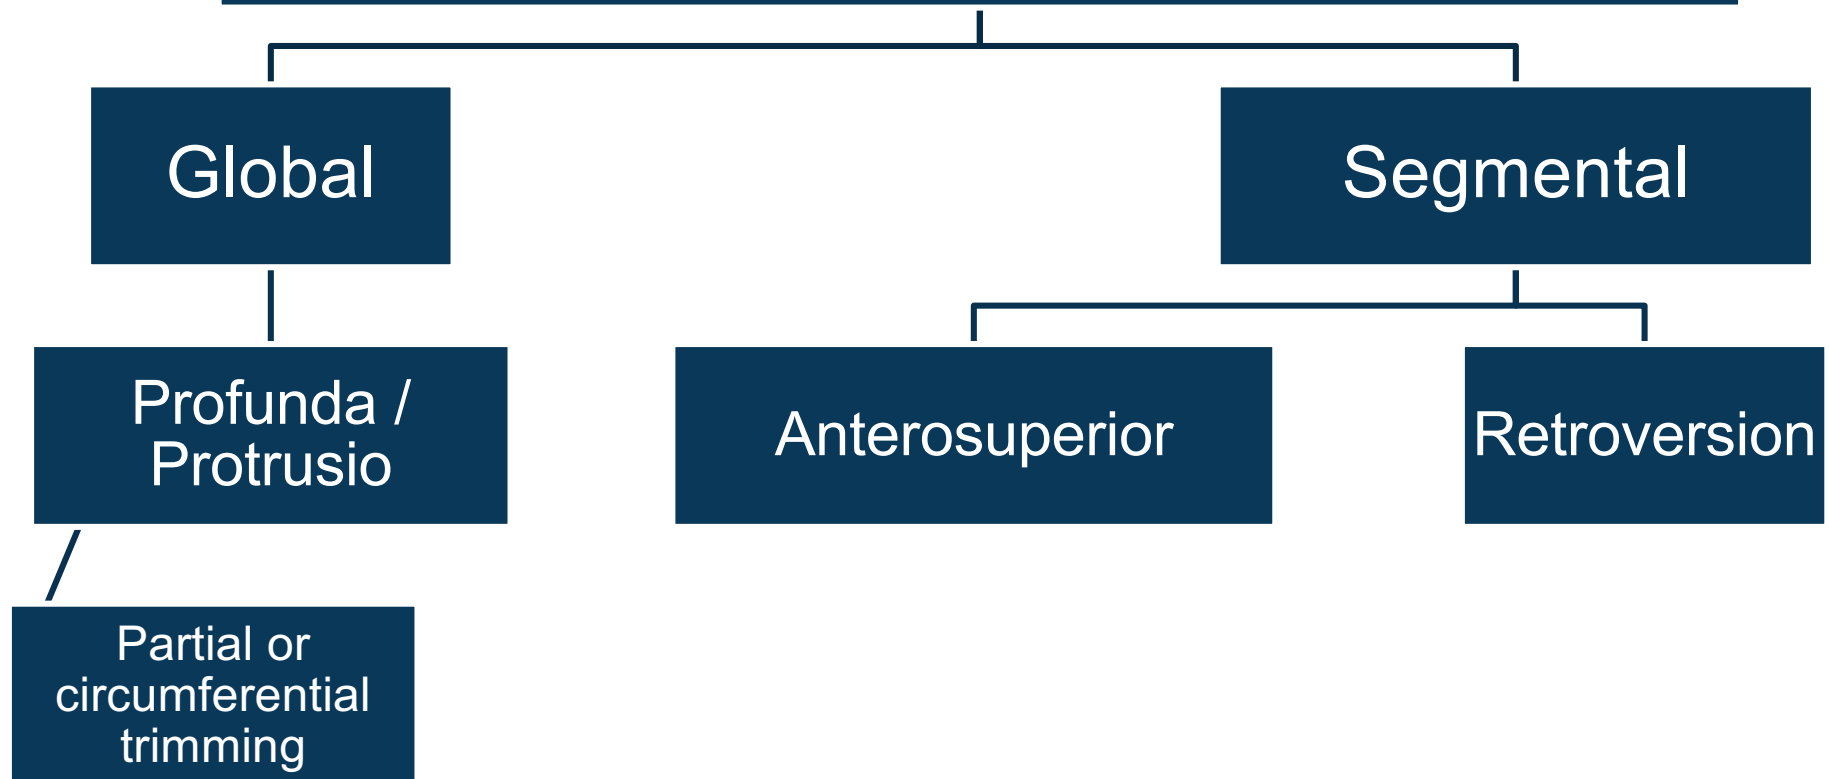 Global
Segmental
Profunda /
Protrusio
Anterosuperior
Retroversion
Partial or
circumferential
trimming